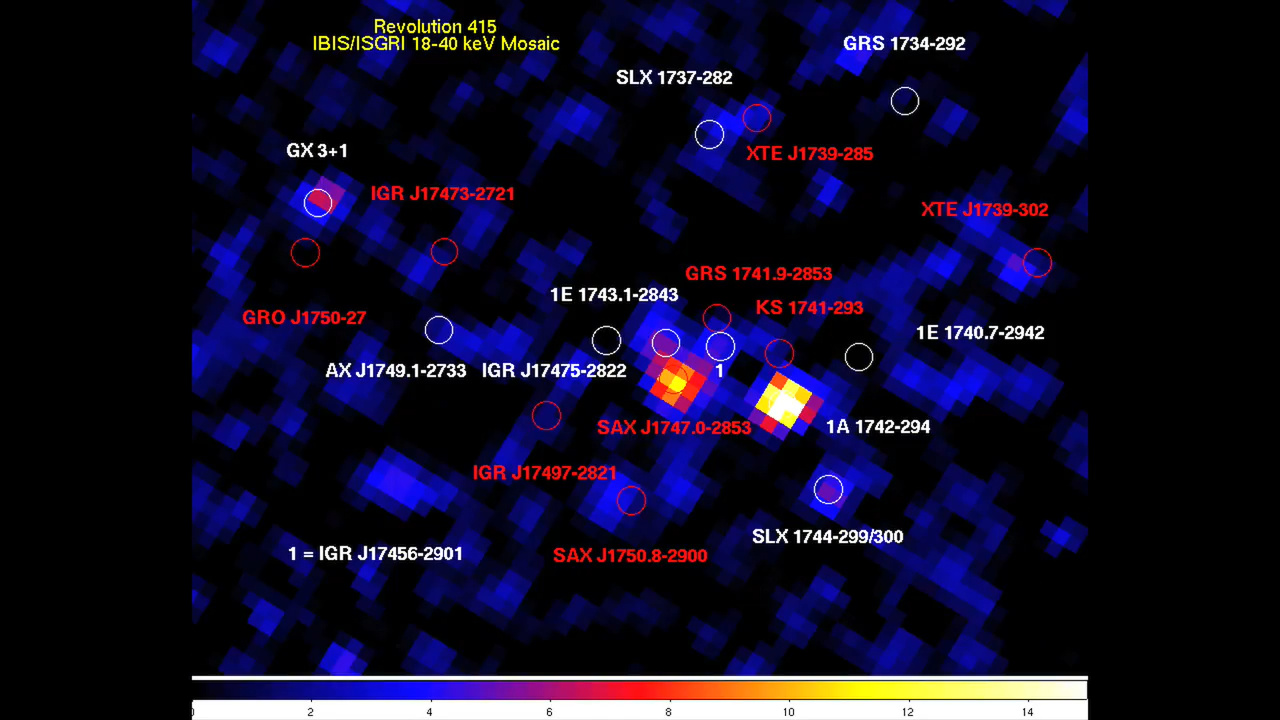 Revolution 415
IBIS/ISGRI 18-40 keV Mosaic
GRS 1734-292
SLX 1737-282
XTE J1739-285
GX 3+1
IGR J17473-2721
XTE J1739-302
GRS 1741.9-2853
1E 1743.1-2843
KS 1741-293
GRO J1750-27
1E 1740.7-2942
AX J1749.1-2733
IGR J17475-2822
1
SAX J1747.0-2853
1A 1742-294
IGR J17497-2821
SLX 1744-299/300
1 = IGR J17456-2901
SAX J1750.8-2900
0 2 4 6 8 10 12 14